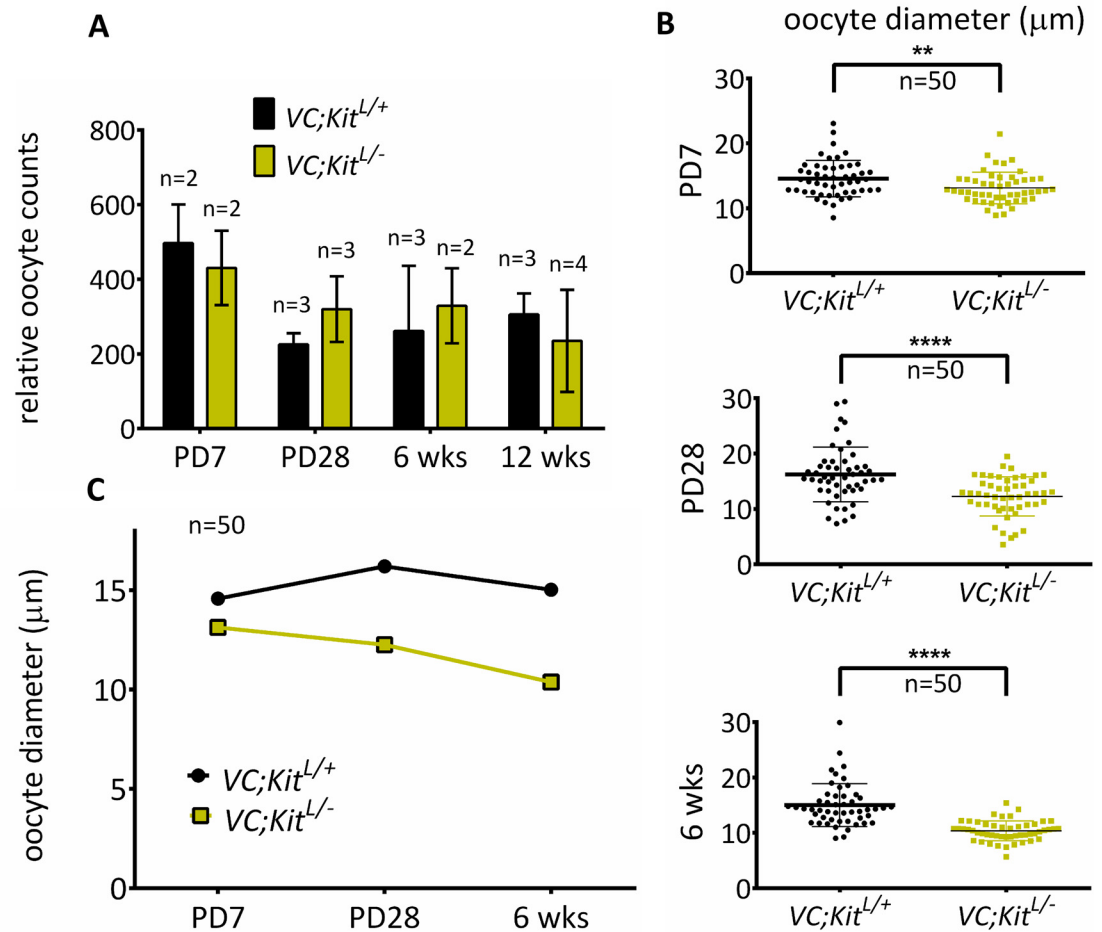 A
VC;Kit^L/+
VC;Kit^L/-
relative oocyte counts
800
600
400
200
0
n=2
n=2
n=3
n=3
n=3
n=2
n=3
n=4
PD7 PD28 6 wks 12 wks
B
oocyte diameter (μm)
**
n=50
PD7
30
20
10
0
VC;Kit^L/+ VC;Kit^L/-
****
n=50
PD28
30
20
10
0
VC;Kit^L/+ VC;Kit^L/-
****
n=50
6 wks
30
20
10
0
VC;Kit^L/+ VC;Kit^L/-
C
n=50
oocyte diameter (μm)
15
10
5
0
VC;Kit^L/+
VC;Kit^L/-
PD7 PD28 6 wks